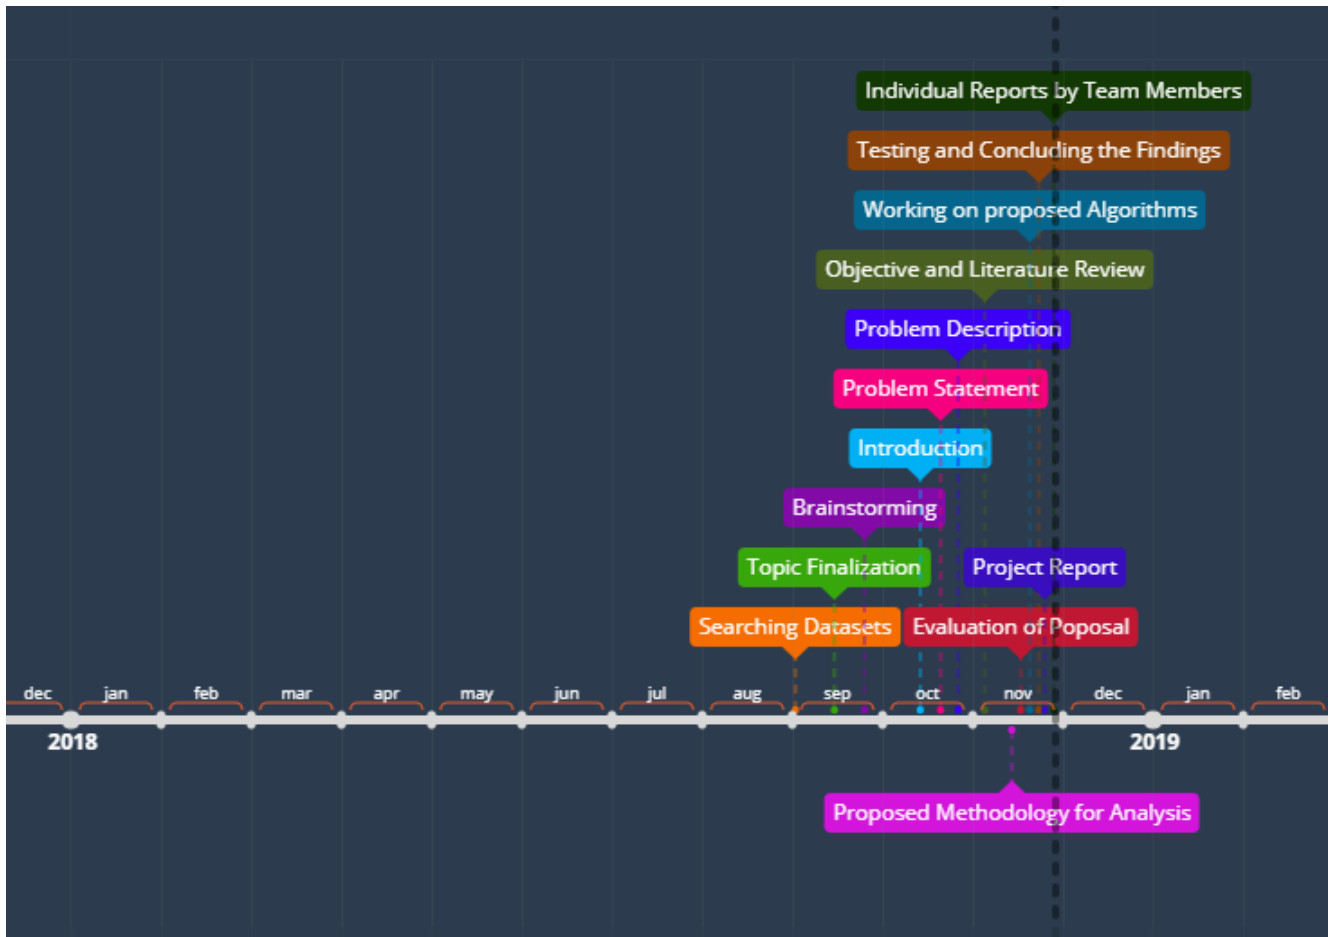 Individual Reports by Team Members
Testing and Concluding the Findings
Working on proposed Algorithms
Objective and Literature Review
Problem Description
Problem Statement
Introduction
Brainstorming
Topic Finalization
Project Report
Searching Datasets
Evaluation of Poposal
dec jan feb mar apr may jun jul aug sep oct nov dec jan feb
2018 2019
Proposed Methodology for Analysis